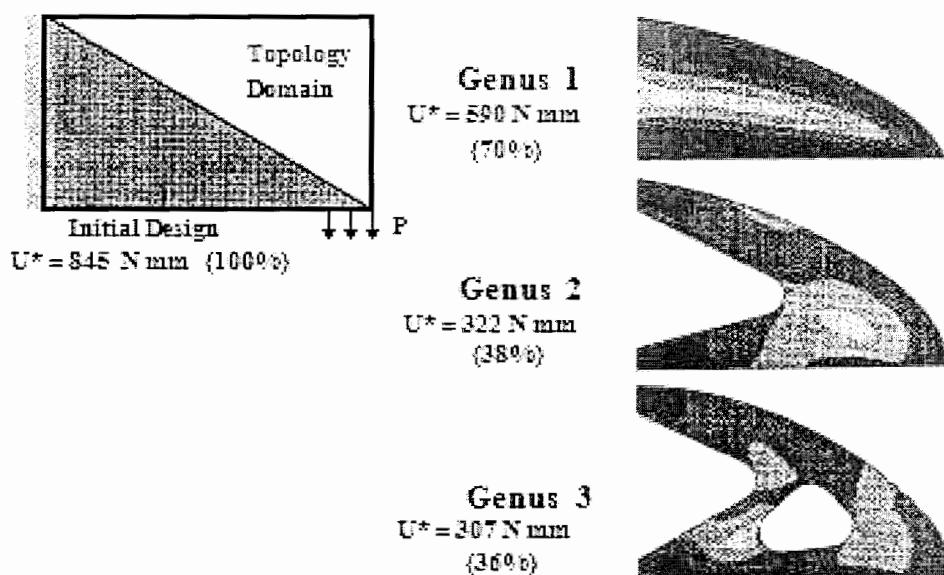 Topology
Domain
P
Initial Design
U* = 845 N mm (100%)
Genus 1
U* = 590 N mm
(70%)
Genus 2
U* = 322 N mm
(38%)
Genus 3
U* = 307 N mm
(36%)